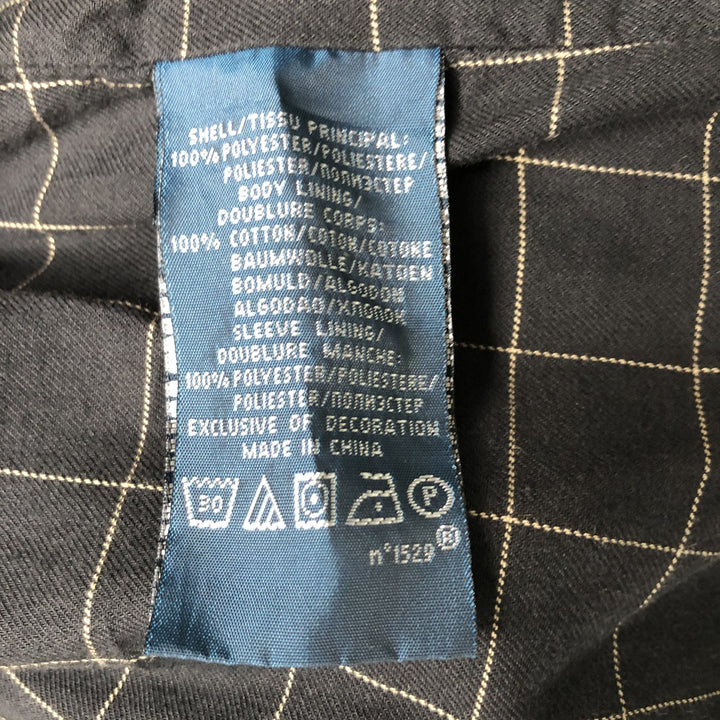 SHELL/TISSU PRINCIPAL:
100% POLYESTER/POLIESTERE/
POLIESTER/ПОЛИЭСТЕР
BODY LINING/
DOUBLURE CORPS:
100% COTTON/COTON/COTONE
BAUMWOLLE/KATOEN
BOMULD/ALGODON
ALGODAO/ХЛОПОК
SLEEVE LINING/
DOUBLURE MANCHE:
100% POLYESTER/POLIESTERE/
POLIESTER/ПОЛИЭСТЕР
EXCLUSIVE OF DECORATION
MADE IN CHINA
30 P
n°1529®